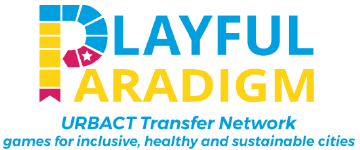 PLAYFUL
PARADIGM
URBACT Transfer Network
games for inclusive, healthy and sustainable cities